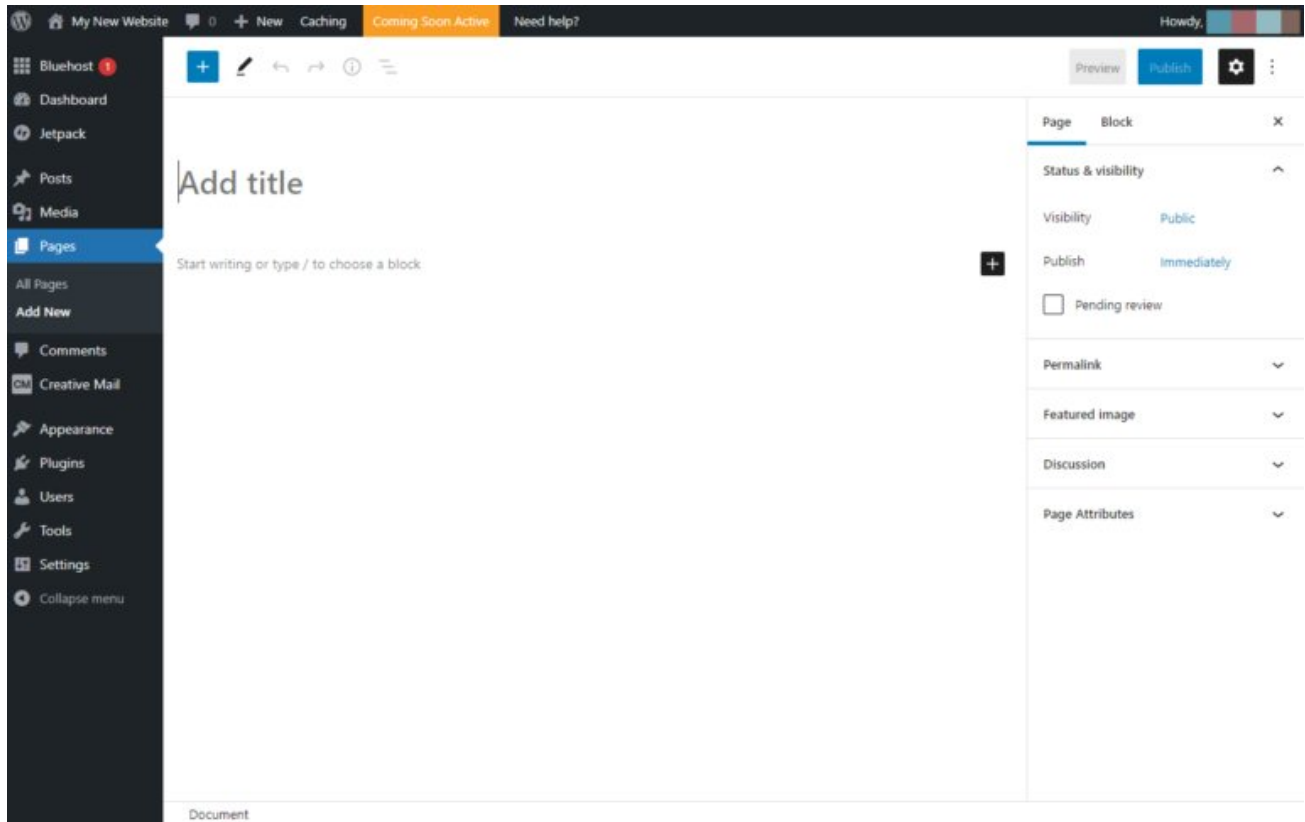 My New Website 0 + New Caching Coming Soon Active Need help? Howdy,
Bluehost 1
Dashboard
Jetpack
Posts
Media
Pages
All Pages
Add New
Comments
CM Creative Mail
Appearance
Plugins
Users
Tools
Settings
Collapse menu
Preview Publish
Add title
Start writing or type / to choose a block
Document
Page Block
Status & visibility
Visibility Public
Publish Immediately
Pending review
Permalink
Featured image
Discussion
Page Attributes